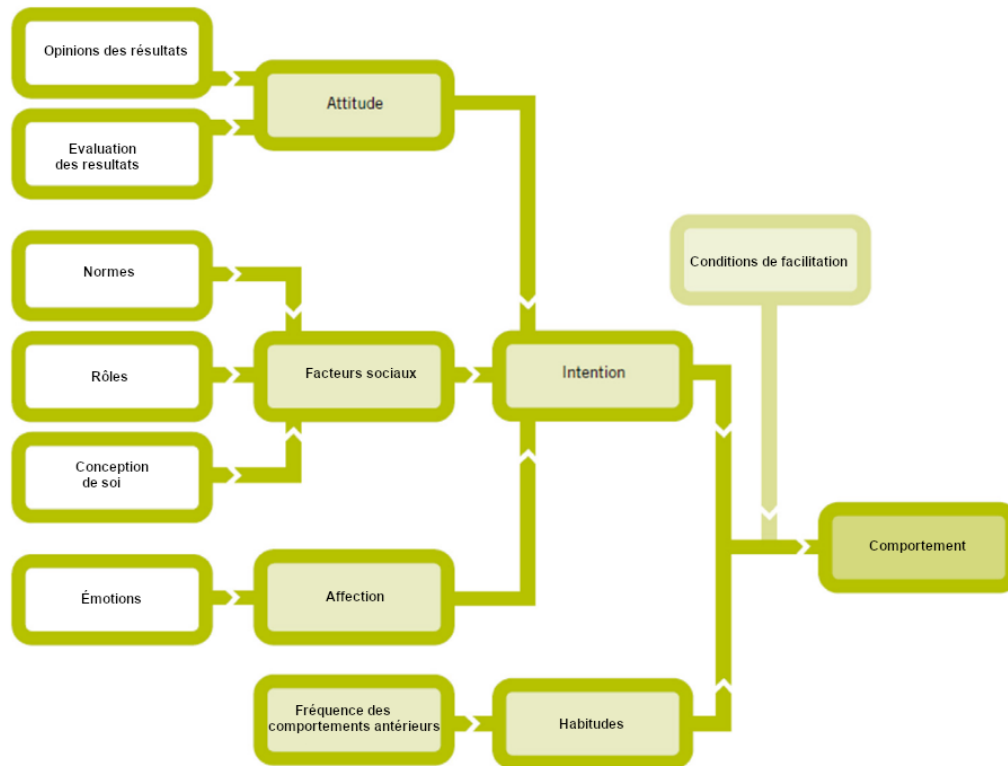 Opinions des résultats
Attitude
Evaluation
des resultats
Normes
Conditions de facilitation
Rôles
Facteurs sociaux
Intention
Conception
de soi
Comportement
Émotions
Affection
Fréquence des
comportements antérieurs
Habitudes